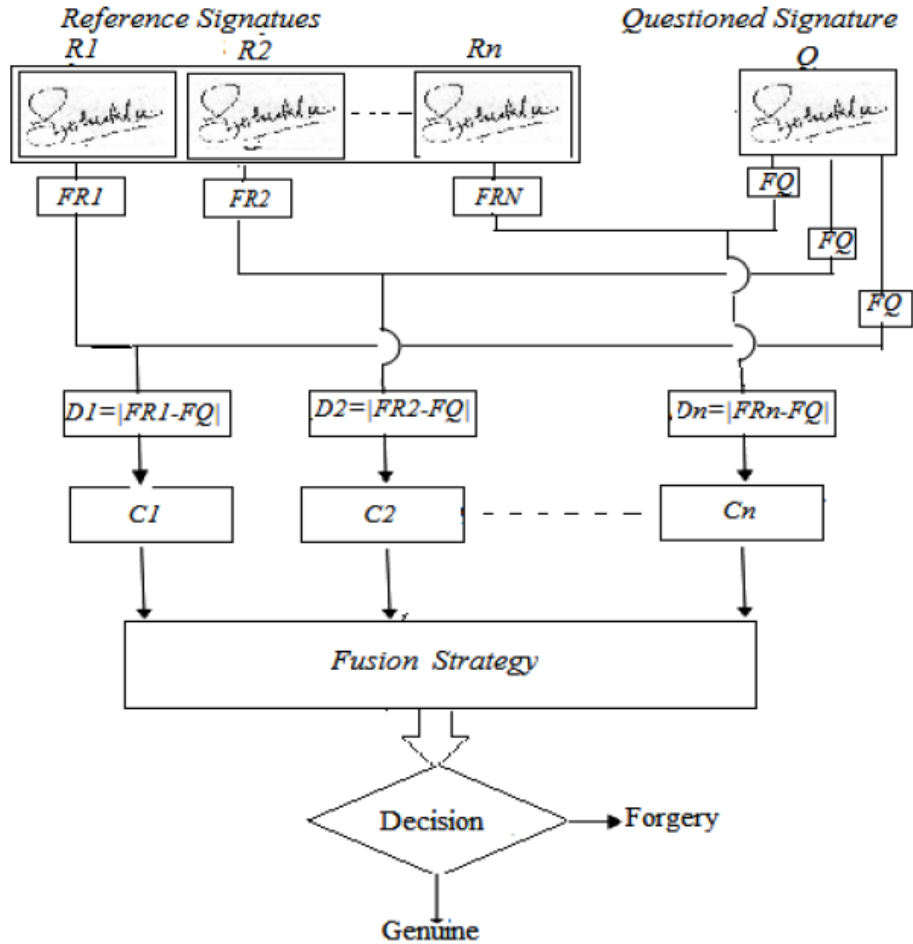 Reference Signatues
Questioned Signature
R1 R2 Rn Q
FR1 FR2 FRN FQ
FQ
FQ
D1=|FR1-FQ| D2=|FR2-FQ| Dn=|FRn-FQ|
C1 C2 Cn
Fusion Strategy
Decision
Forgery
Genuine